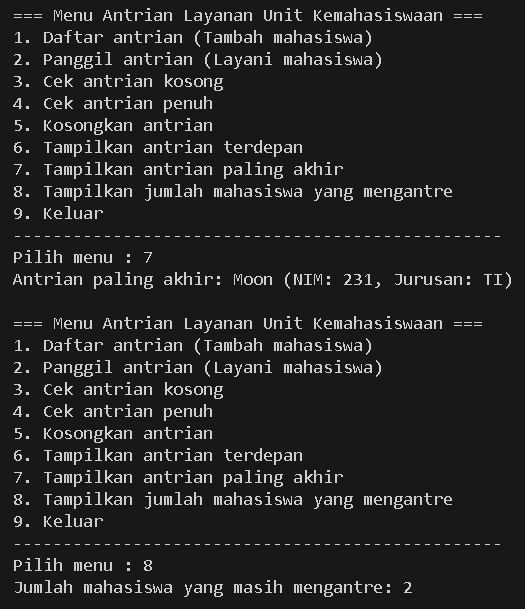 === Menu Antrian Layanan Unit Kemahasiswaan ===
1. Daftar antrian (Tambah mahasiswa)
2. Panggil antrian (Layani mahasiswa)
3. Cek antrian kosong
4. Cek antrian penuh
5. Kosongkan antrian
6. Tampilkan antrian terdepan
7. Tampilkan antrian paling akhir
8. Tampilkan jumlah mahasiswa yang mengantre
9. Keluar
-------------------------------------------------
Pilih menu : 7
Antrian paling akhir: Moon (NIM: 231, Jurusan: TI)

=== Menu Antrian Layanan Unit Kemahasiswaan ===
1. Daftar antrian (Tambah mahasiswa)
2. Panggil antrian (Layani mahasiswa)
3. Cek antrian kosong
4. Cek antrian penuh
5. Kosongkan antrian
6. Tampilkan antrian terdepan
7. Tampilkan antrian paling akhir
8. Tampilkan jumlah mahasiswa yang mengantre
9. Keluar
-------------------------------------------------
Pilih menu : 8
Jumlah mahasiswa yang masih mengantre: 2